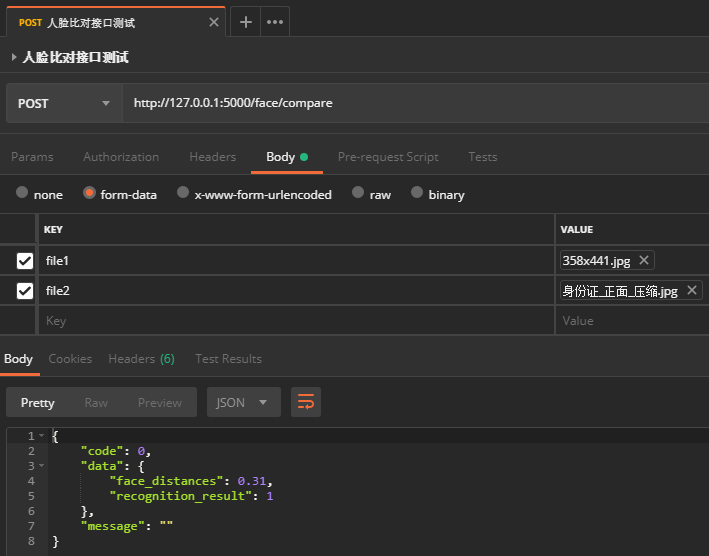 POST 人脸比对接口测试
人脸比对接口测试
POST http://127.0.0.1:5000/face/compare
Params Authorization Headers Body Pre-request Script Tests
none form-data x-www-form-urlencoded raw binary
KEY VALUE
file1 358x441.jpg
file2 身份证_正面_压缩.jpg
Key Value
Body Cookies Headers (6) Test Results
Pretty Raw Preview JSON
1 {
2 "code": 0,
3 "data": {
4 "face_distances": 0.31,
5 "recognition_result": 1
6 },
7 "message": ""
8 }